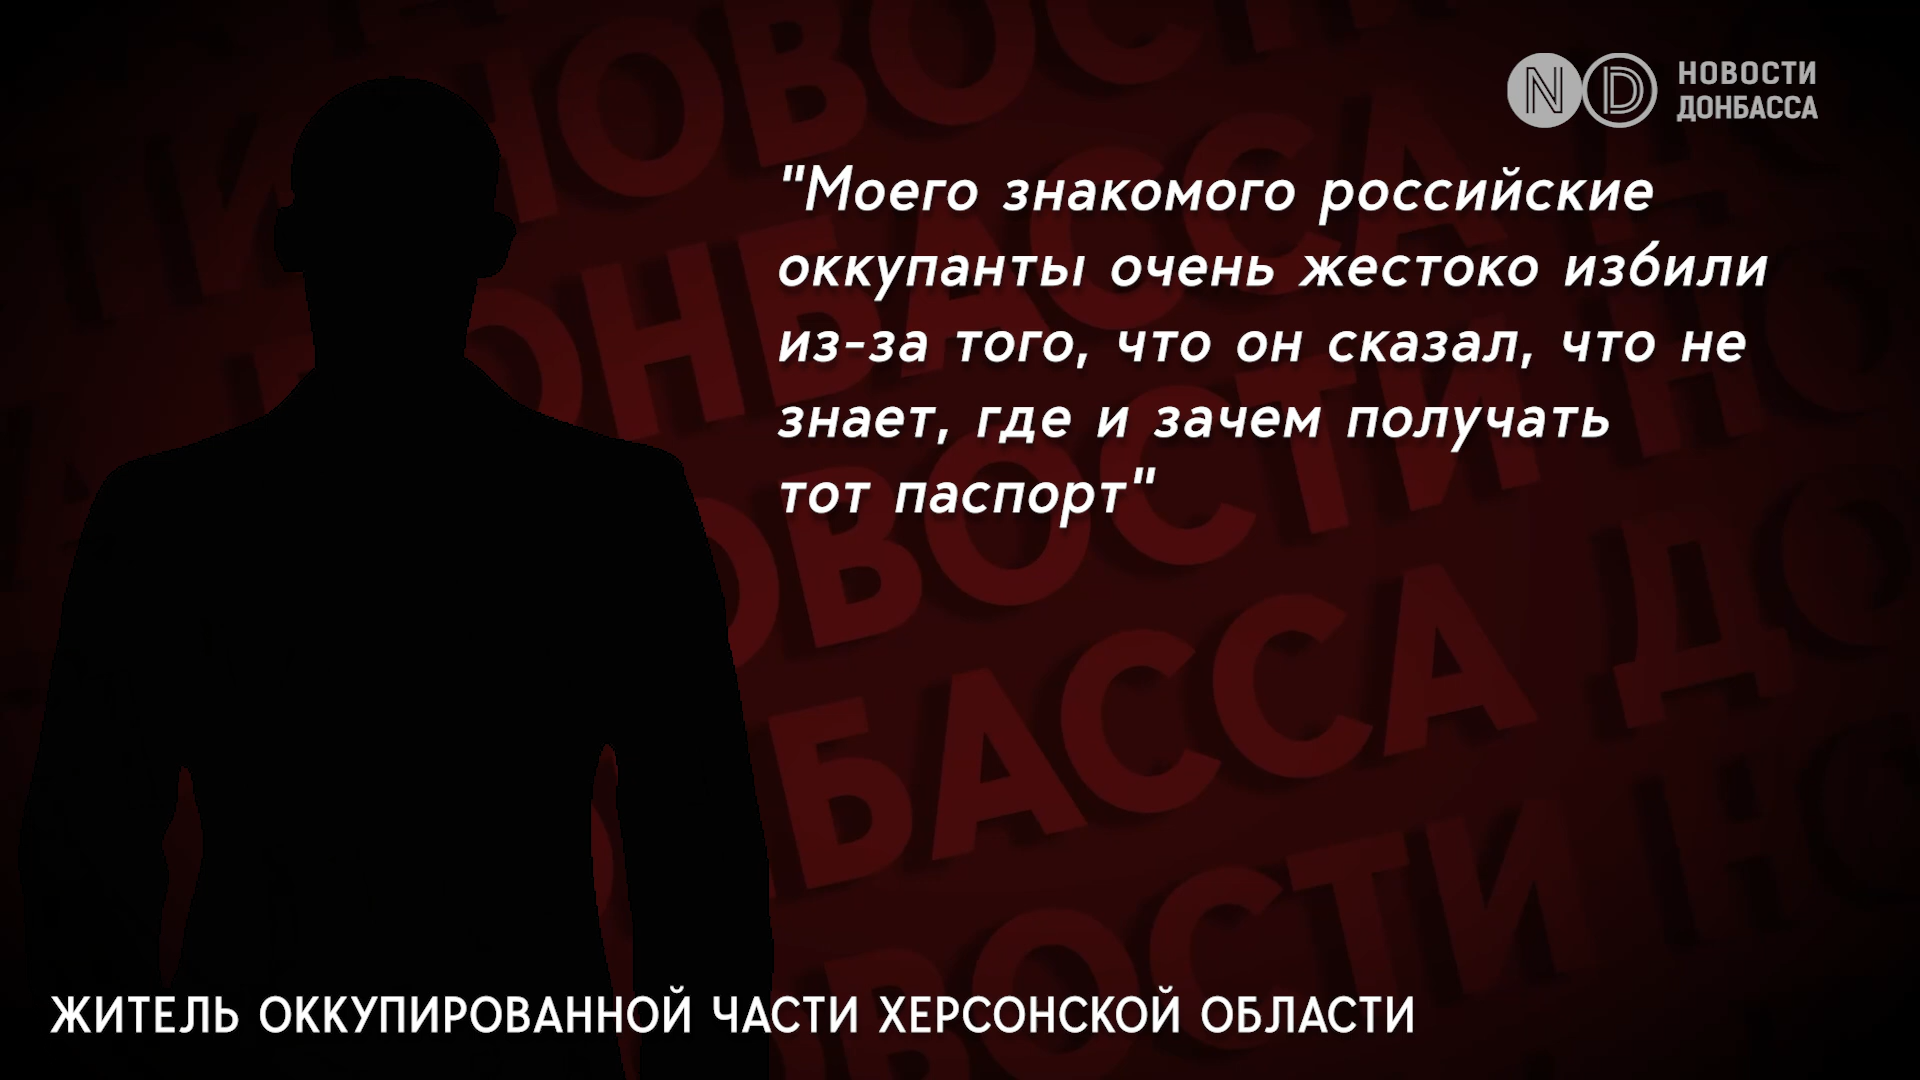 НОВОСТИ
ДОНБАССА
"Моего знакомого российские
оккупанты очень жестоко избили
из-за того, что он сказал, что не
знает, где и зачем получать
тот паспорт"
ЖИТЕЛЬ ОККУПИРОВАННОЙ ЧАСТИ ХЕРСОНСКОЙ ОБЛАСТИ